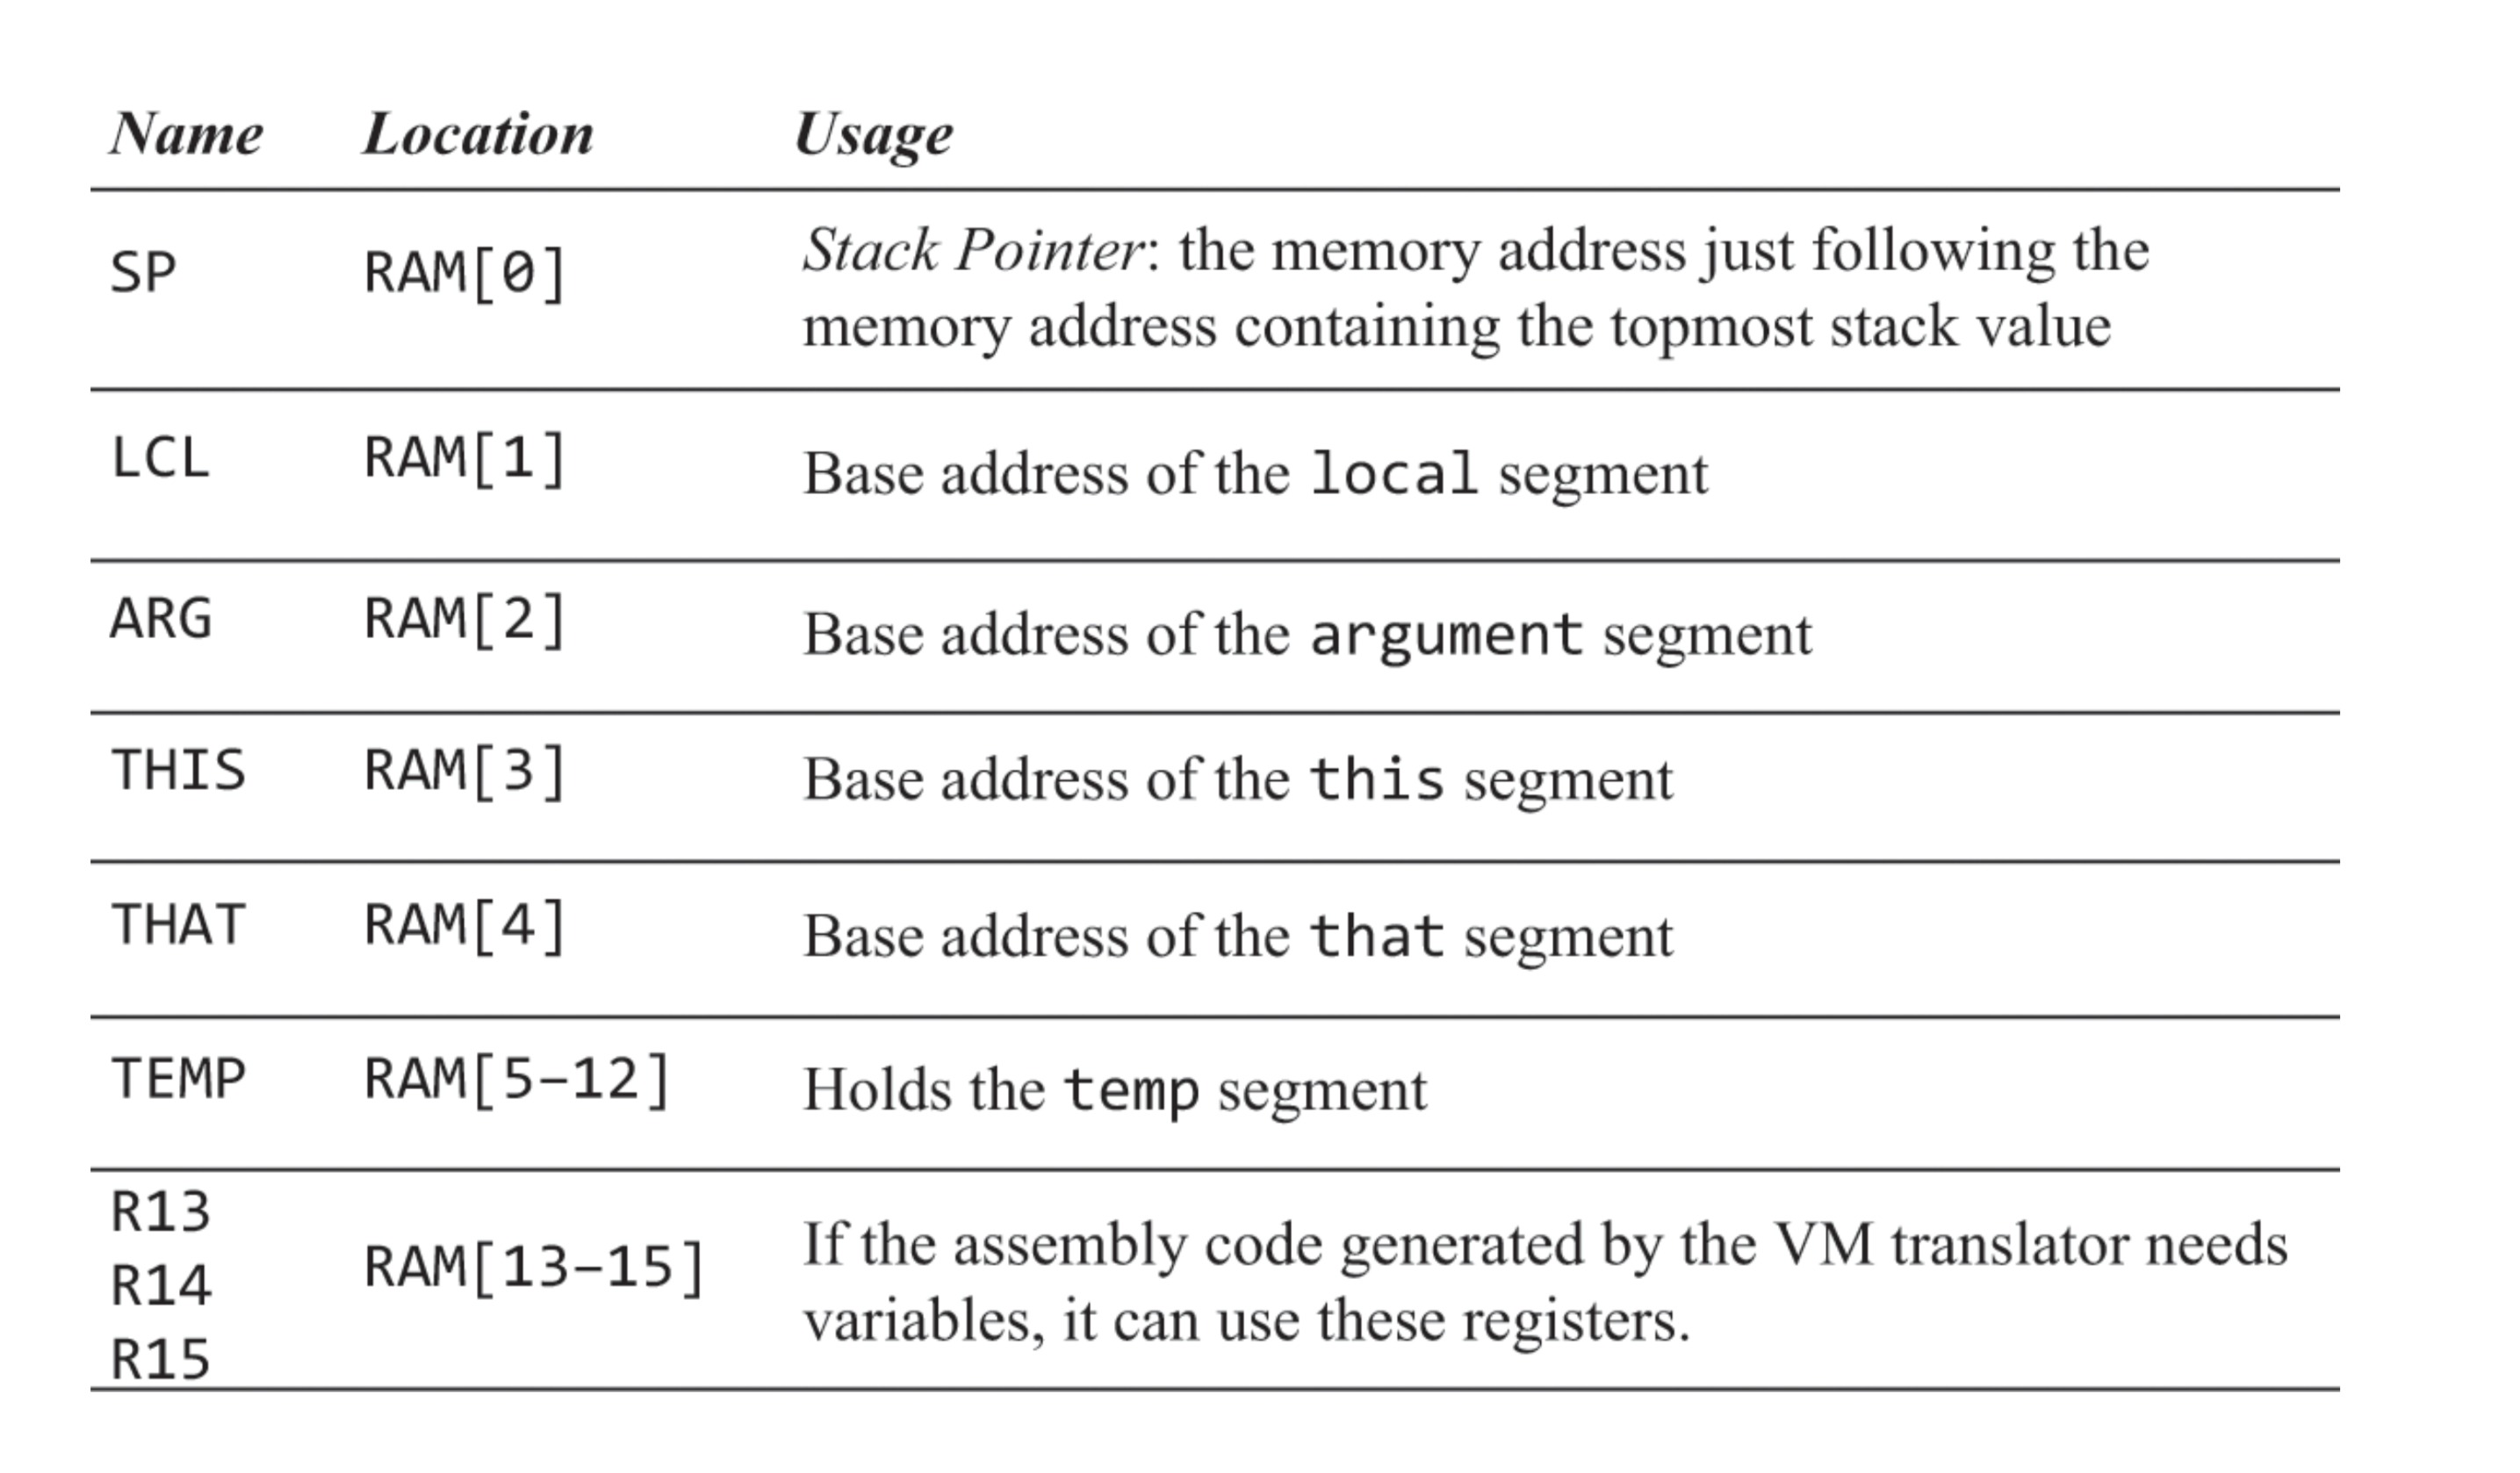 Name Location Usage
SP RAM[0] Stack Pointer: the memory address just following the
memory address containing the topmost stack value
LCL RAM[1] Base address of the local segment
ARG RAM[2] Base address of the argument segment
THIS RAM[3] Base address of the this segment
THAT RAM[4] Base address of the that segment
TEMP RAM[5–12] Holds the temp segment
R13
R14
R15
RAM[13–15]
If the assembly code generated by the VM translator needs
variables, it can use these registers.